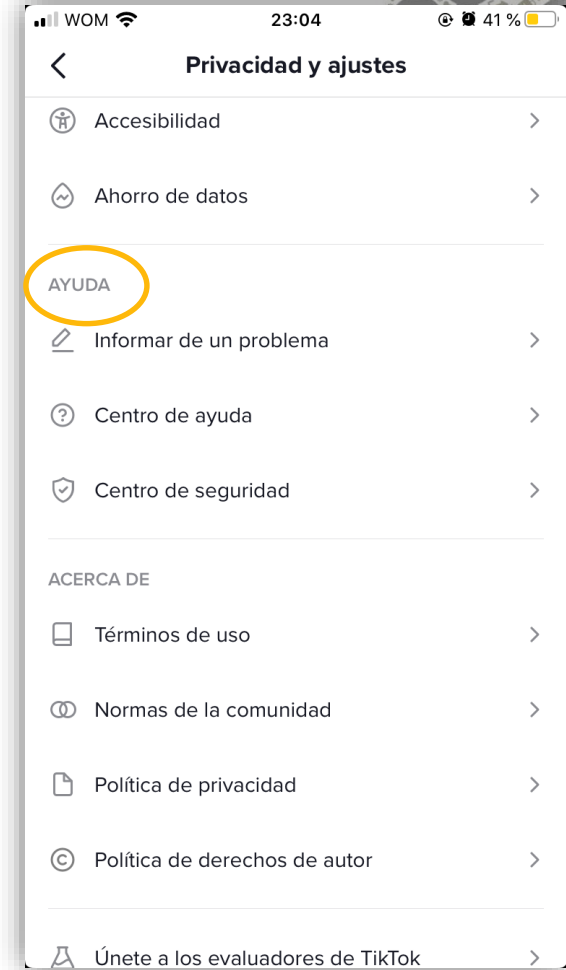 WOM 23:04 41 %
Privacidad y ajustes
Accesibilidad
Ahorro de datos
AYUDA
Informar de un problema
Centro de ayuda
Centro de seguridad
ACERCA DE
Términos de uso
Normas de la comunidad
Política de privacidad
Política de derechos de autor
Únete a los evaluadores de TikTok